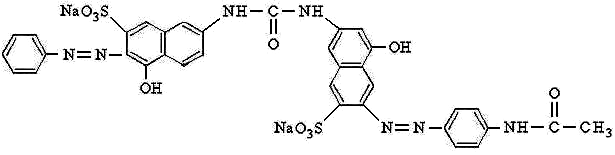 NaO3S NH NH
O OH
N=N
OH O
NaO3S N=N NH CH3